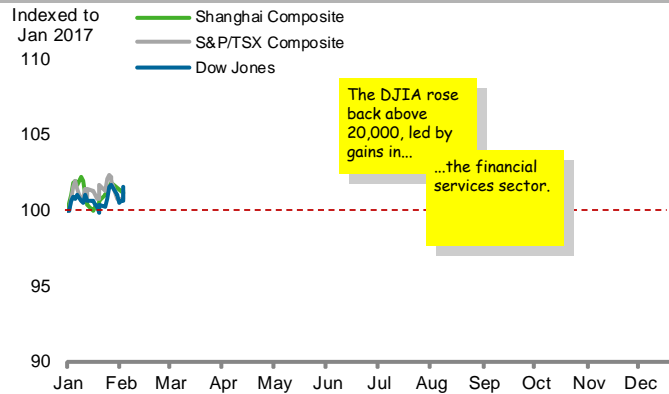 Indexed to
Jan 2017
Shanghai Composite
S&P/TSX Composite
Dow Jones
110
105
100
95
90
The DJIA rose
back above
20,000, led by
gains in...
...the financial
services sector.
Jan Feb Mar Apr May Jun Jul Aug Sep Oct Nov Dec